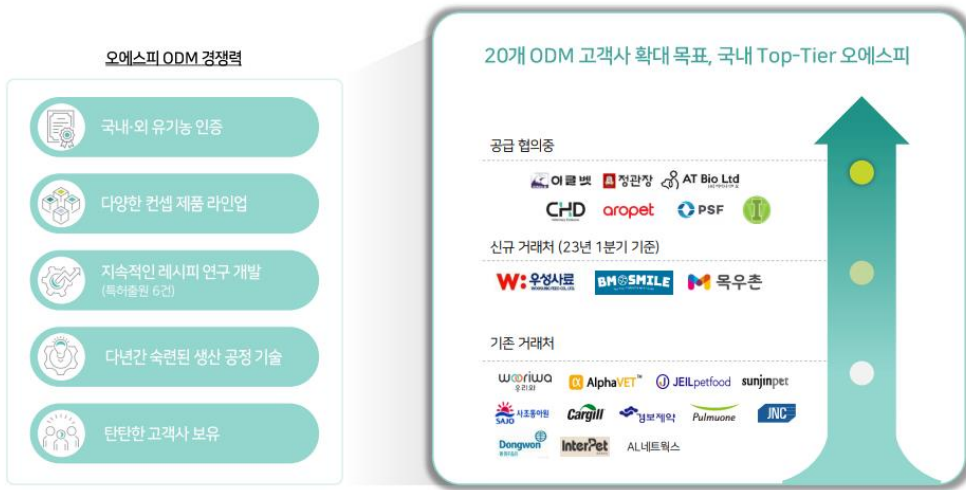 오에스피 ODM 경쟁력
국내·외 유기농 인증
다양한 컨셉 제품 라인업
지속적인 레시피 연구 개발
(특허출원 6건)
다년간 숙련된 생산 공정 기술
탄탄한 고객사 보유
20개 ODM 고객사 확대 목표, 국내 Top-Tier 오에스피
공급 협의중
이글벳 정관장 AT Bio Ltd
CHD aropet PSF
신규 거래처 (23년 1분기 기준)
W: 우성사료 BM SMILE 목우촌
기존 거래처
wooriwa AlphaVET™ JEILpetfood sunjinpet
우리와
SAJO 사조동아원 Cargill 경보제약 Pulmuone JNC
Dongwon InterPet AL네트웍스